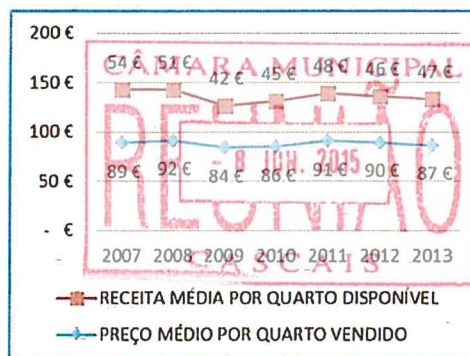 200 €
54 € 51 € 42 € 45 € 48 € 46 € 47 €
CÂMARA MUNICIPAL
150 €
100 €
REUNIÃO
- 8 JUN. 2015
89 € 92 € 84 € 86 € 91 € 90 € 87 €
50 €
- €
2007 2008 2009 2010 2011 2012 2013
CASCAIS
RECEITA MÉDIA POR QUARTO DISPONÍVEL
PREÇO MÉDIO POR QUARTO VENDIDO